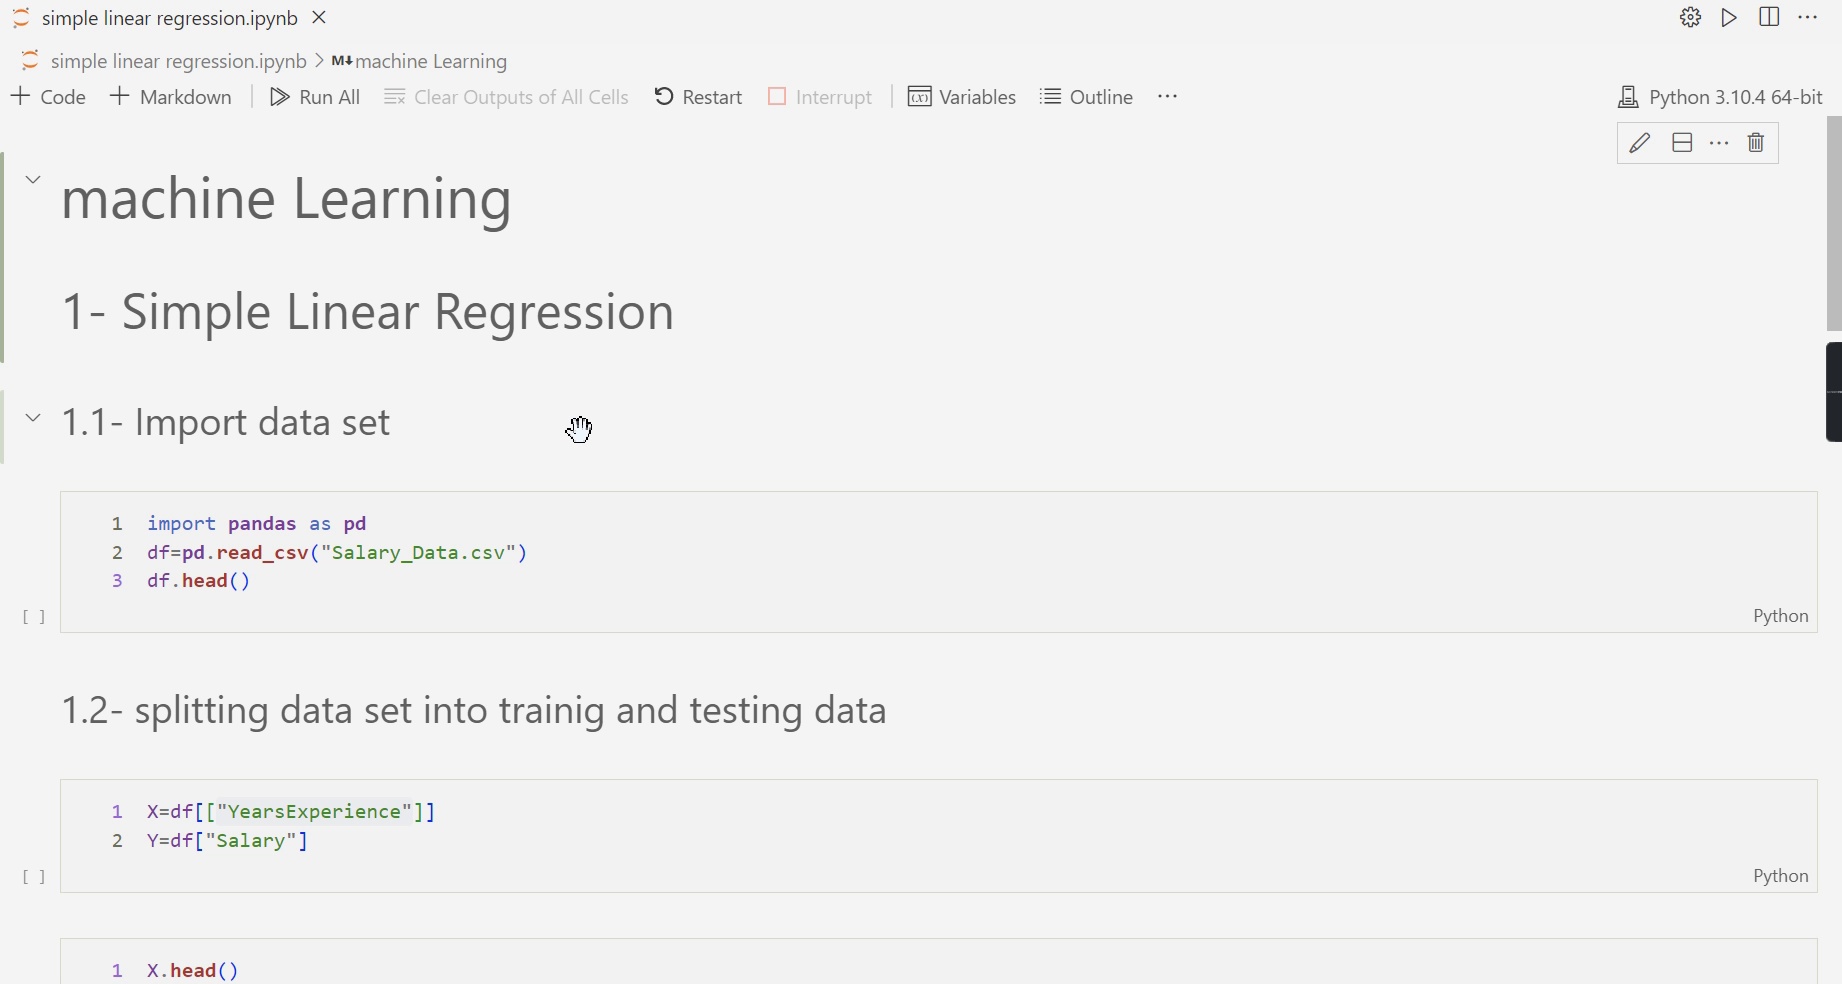 simple linear regression.ipynb
simple linear regression.ipynb > M↓ machine Learning
+ Code + Markdown Run All Clear Outputs of All Cells Restart Interrupt (x) Variables Outline ... Python 3.10.4 64-bit
machine Learning
1- Simple Linear Regression
1.1- Import data set
1 import pandas as pd
2 df=pd.read_csv("Salary_Data.csv")
3 df.head()
[ ] Python
1.2- splitting data set into trainig and testing data
1 X=df[["YearsExperience"]]
2 Y=df["Salary"]
[ ] Python
1 X.head()